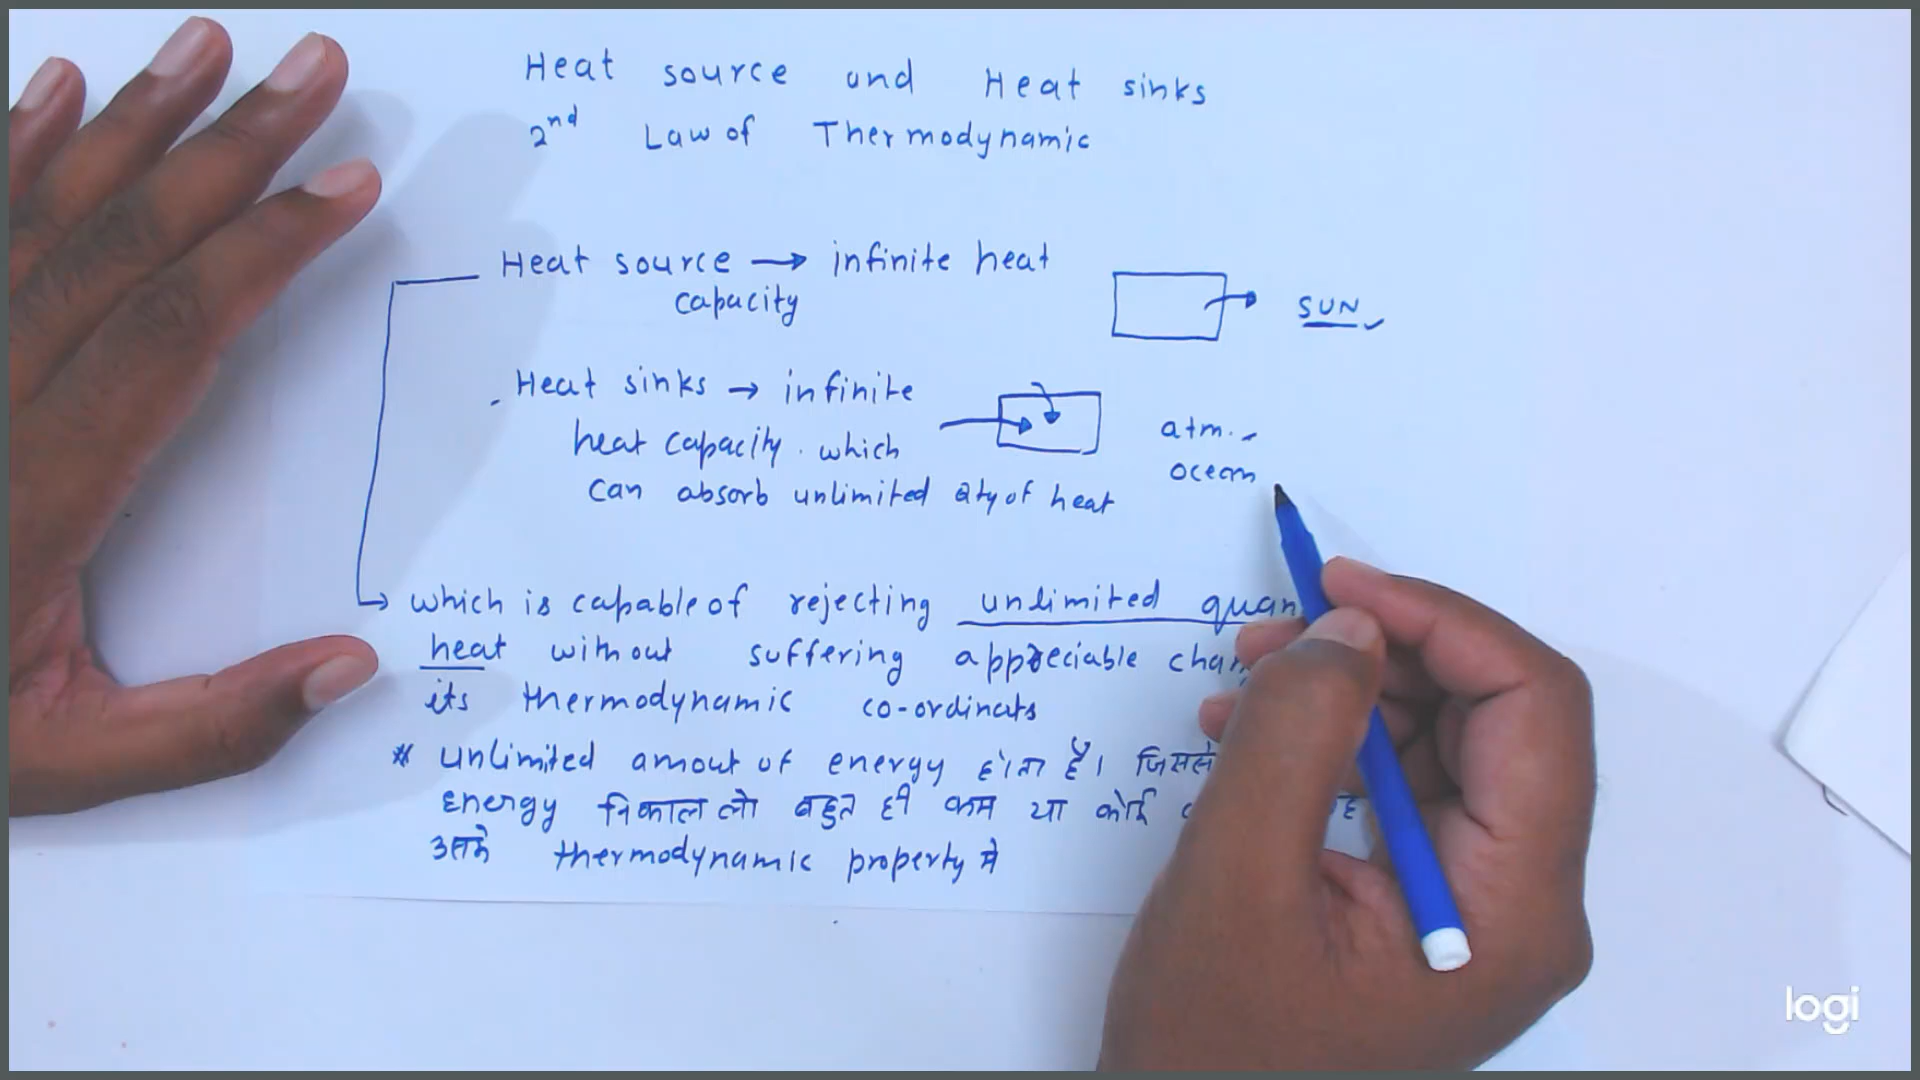 Heat source and Heat sinks
2nd Law of Thermodynamic
Heat source → infinite heat
capacity
SUN
Heat sinks → infinite
heat capacity. which
can absorb unlimited Qty of heat
atm.
ocean
which is capable of rejecting unlimited quan
heat without suffering appreciable chan
its thermodynamic co-ordinats
* unlimited amout of energy होता है। जिससे
energy निकाल लो बहुत ही कम या कोई
उसके thermodynamic property मे
logi